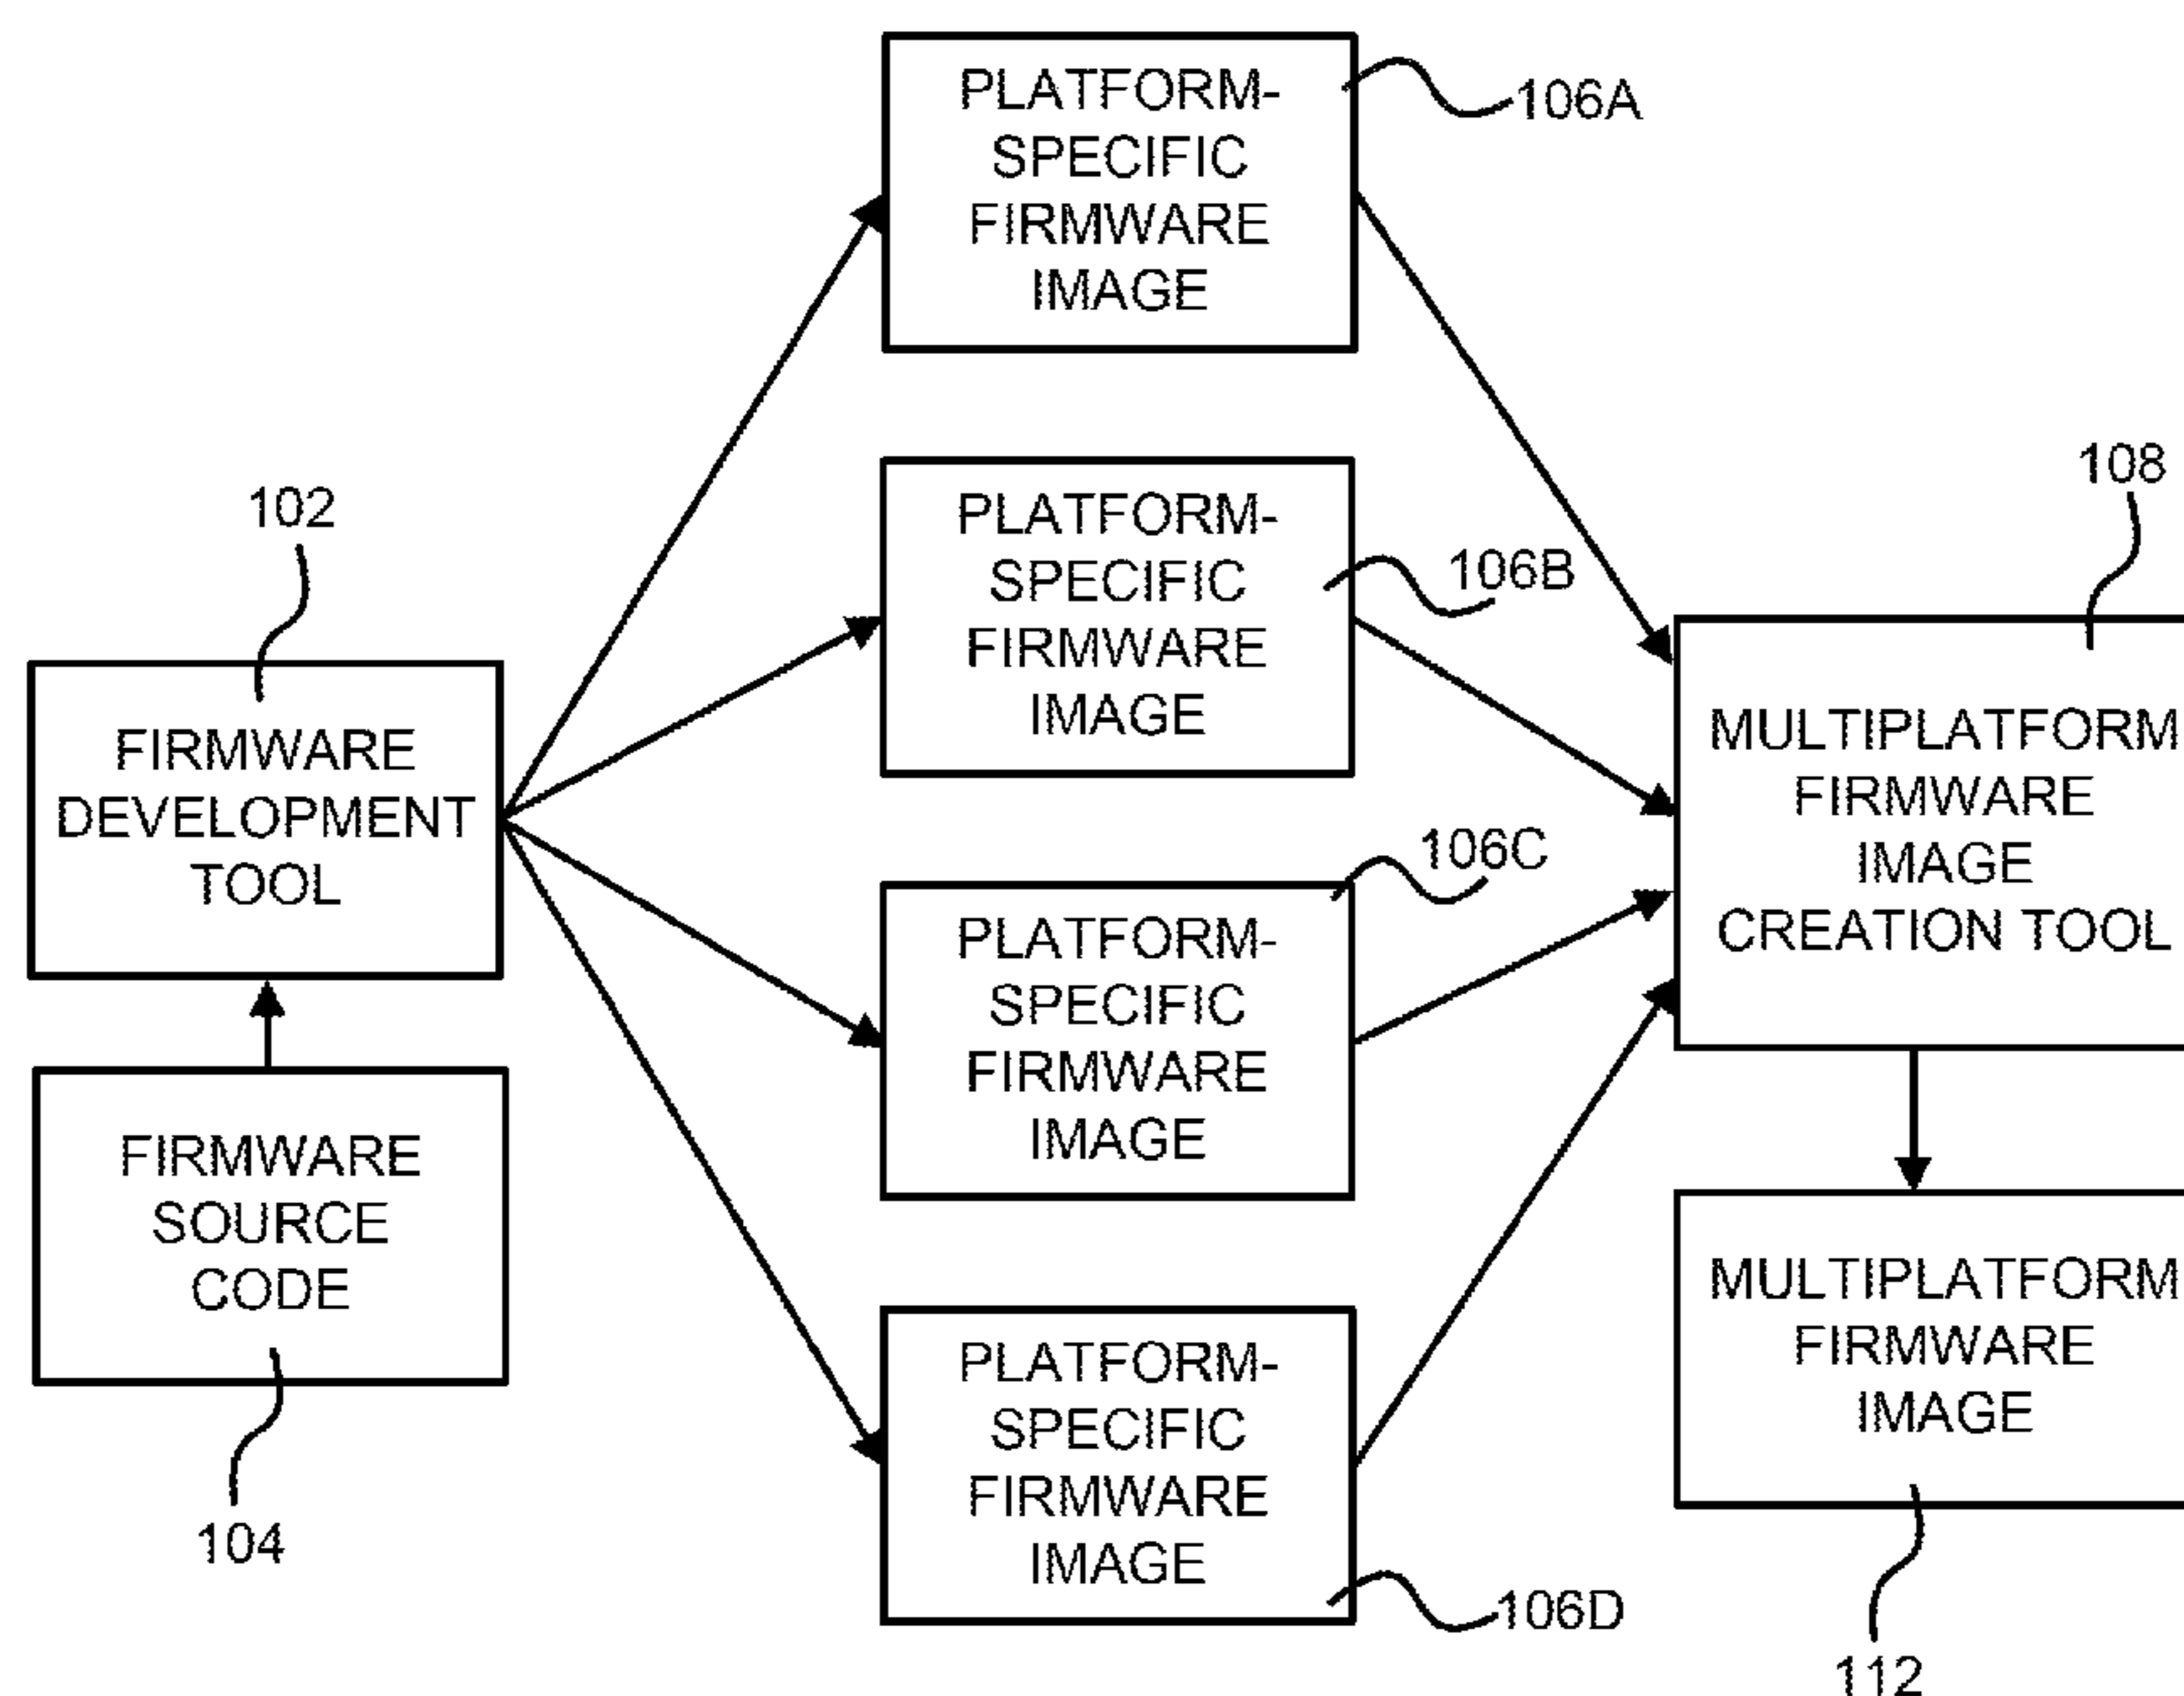 PLATFORM-
SPECIFIC
FIRMWARE
IMAGE
106A
PLATFORM-
SPECIFIC
FIRMWARE
IMAGE
106B
108
102
FIRMWARE
DEVELOPMENT
TOOL
MULTIPLATFORM
FIRMWARE
IMAGE
CREATION TOOL
106C
PLATFORM-
SPECIFIC
FIRMWARE
IMAGE
FIRMWARE
SOURCE
CODE
104
MULTIPLATFORM
FIRMWARE
IMAGE
112
PLATFORM-
SPECIFIC
FIRMWARE
IMAGE
106D